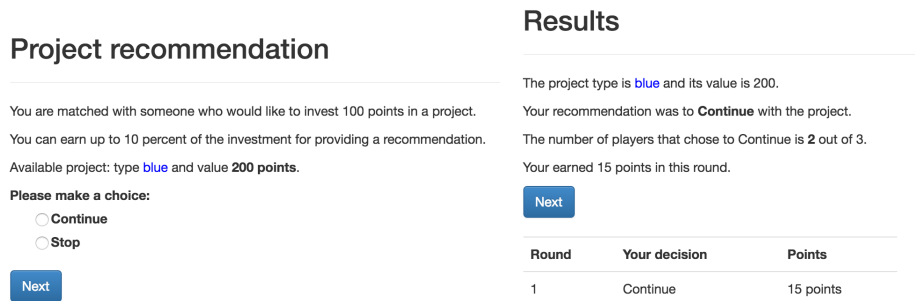 Project recommendation
You are matched with someone who would like to invest 100 points in a project.
You can earn up to 10 percent of the investment for providing a recommendation.
Available project: type blue and value 200 points.
Please make a choice:
Continue
Stop
Next
Results
The project type is blue and its value is 200.
Your recommendation was to Continue with the project.
The number of players that chose to Continue is 2 out of 3.
Your earned 15 points in this round.
Next
Round Your decision Points
1 Continue 15 points